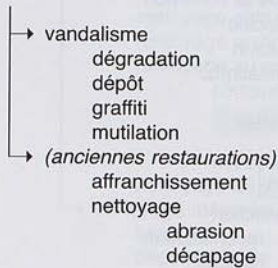 vandalisme
dégradation
dépôt
graffiti
mutilation
(anciennes restaurations)
affranchissement
nettoyage
abrasion
décapage